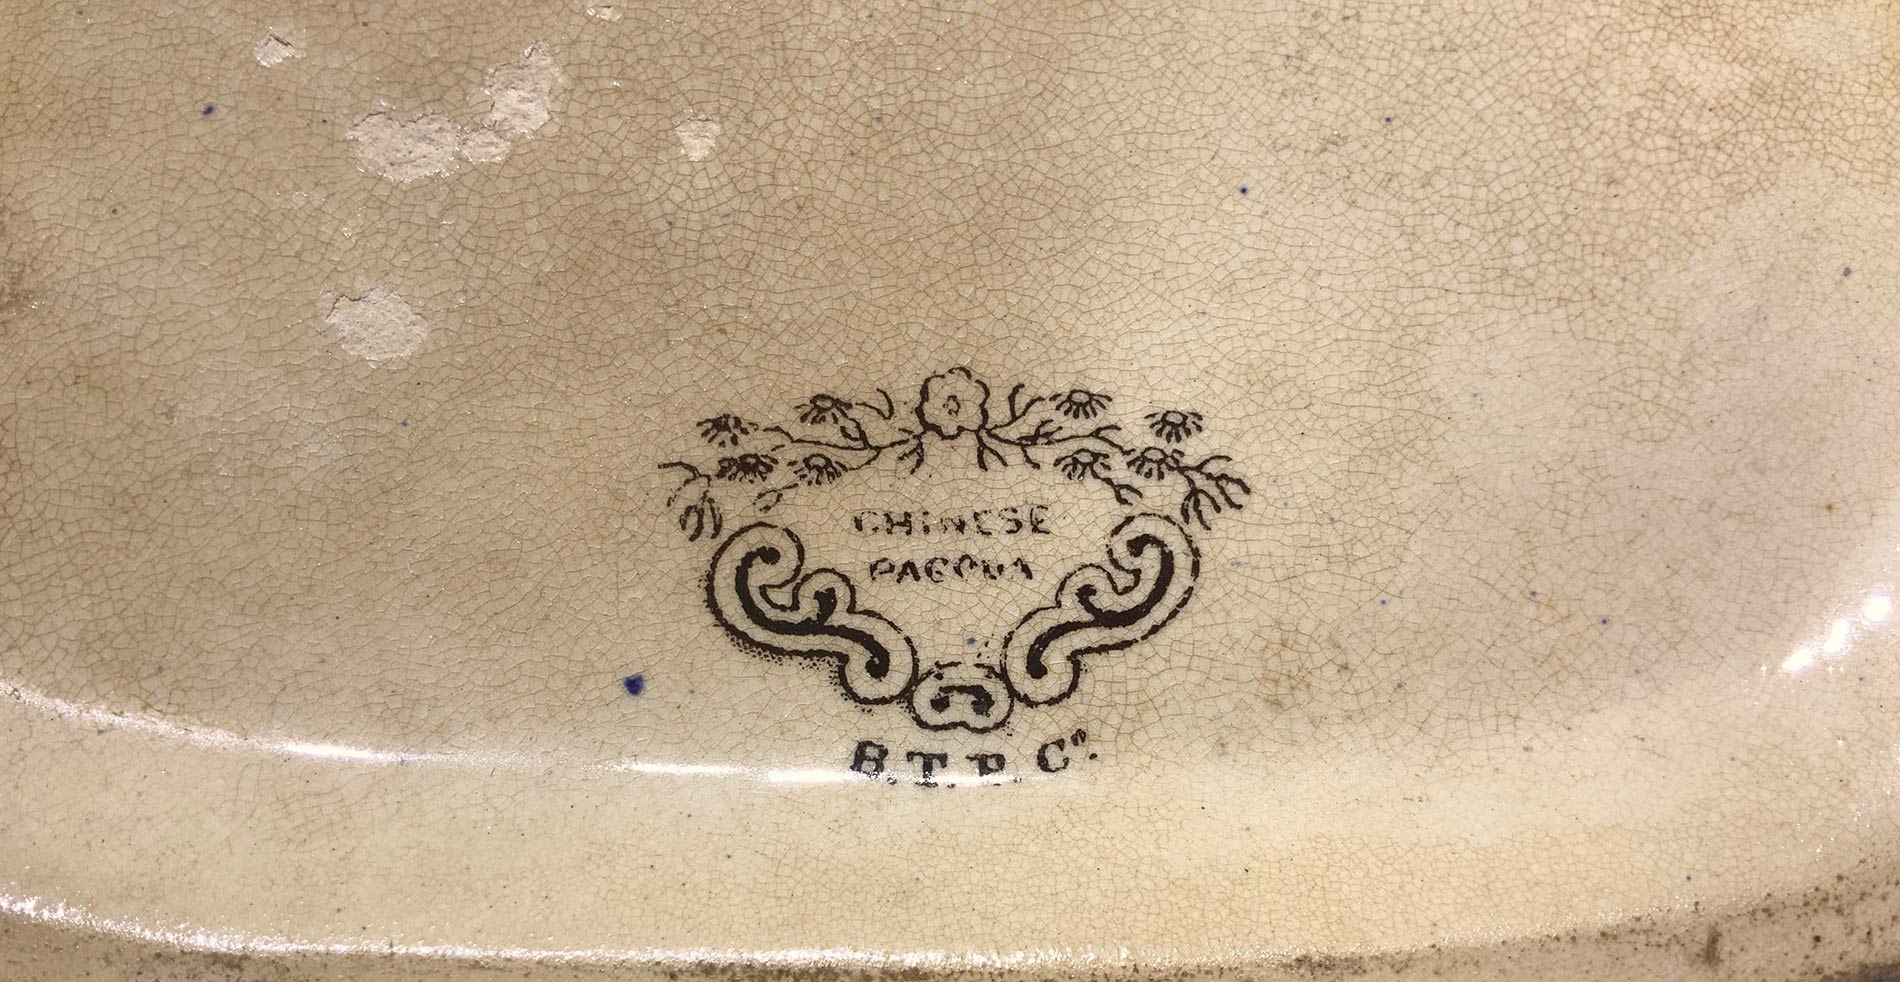 CHINESE
PAGODA
B.T.P. Cº.